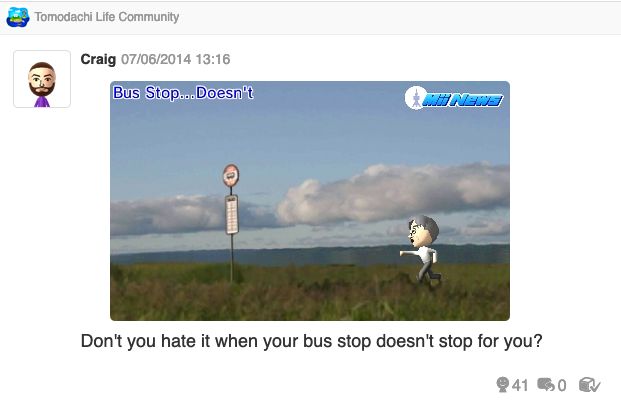 Tomodachi Life Community
Craig 07/06/2014 13:16
Bus Stop...Doesn't
Mii News
Don't you hate it when your bus stop doesn't stop for you?
41 0